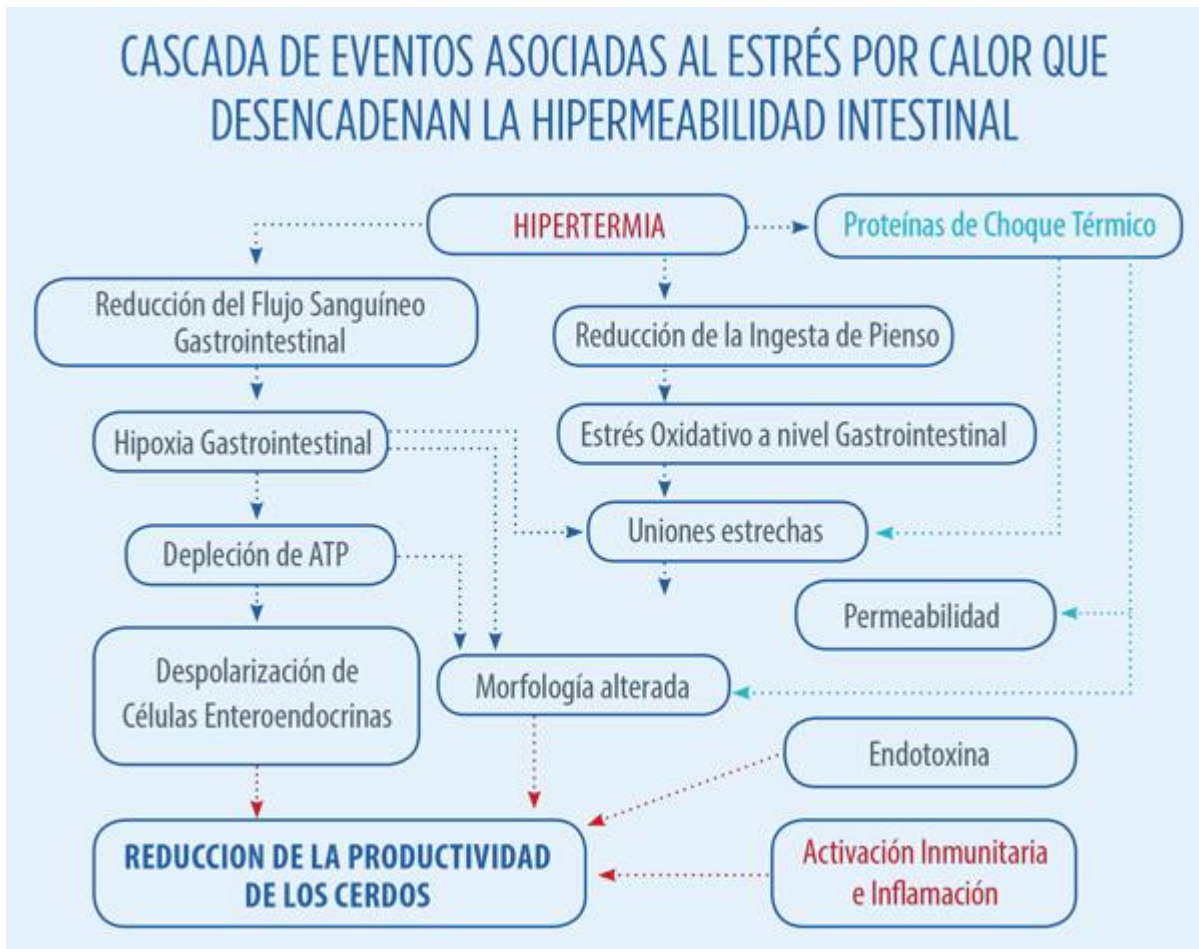 CASCADA DE EVENTOS ASOCIADAS AL ESTRÉS POR CALOR QUE
DESENCADENAN LA HIPERMEABILIDAD INTESTINAL
HIPERTERMIA
Proteínas de Choque Térmico
Reducción del Flujo Sanguíneo
Gastrointestinal
Reducción de la Ingesta de Pienso
Hipoxia Gastrointestinal
Estrés Oxidativo a nivel Gastrointestinal
Uniones estrechas
Depleción de ATP
Permeabilidad
Despolarización de
Células Enteroendocrinas
Morfología alterada
Endotoxina
REDUCCION DE LA PRODUCTIVIDAD
DE LOS CERDOS
Activación Inmunitaria
e Inflamación